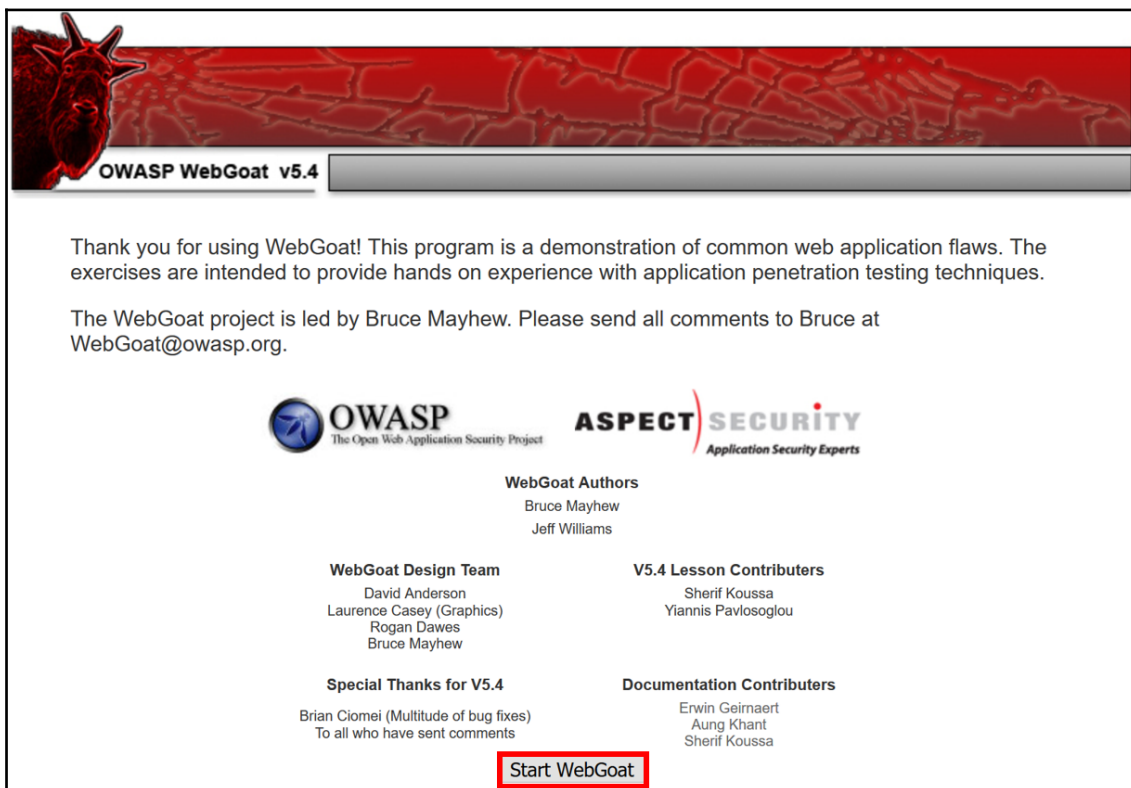 OWASP WebGoat v5.4
Thank you for using WebGoat! This program is a demonstration of common web application flaws. The
exercises are intended to provide hands on experience with application penetration testing techniques.
The WebGoat project is led by Bruce Mayhew. Please send all comments to Bruce at
WebGoat@owasp.org.
OWASP
The Open Web Application Security Project
ASPECT SECURITY
Application Security Experts
WebGoat Authors
Bruce Mayhew
Jeff Williams
WebGoat Design Team
David Anderson
Laurence Casey (Graphics)
Rogan Dawes
Bruce Mayhew
V5.4 Lesson Contributers
Sherif Koussa
Yiannis Pavlosoglou
Special Thanks for V5.4
Brian Ciomei (Multitude of bug fixes)
To all who have sent comments
Documentation Contributers
Erwin Geirnaert
Aung Khant
Sherif Koussa
Start WebGoat